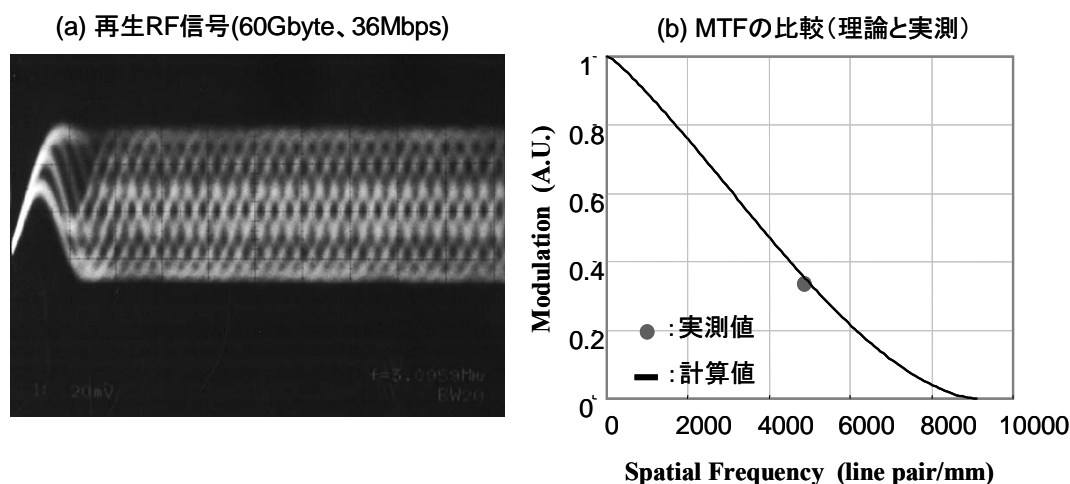 (a) 再生RF信号(60Gbyte、36Mbps)
20mV
BW20
(b) MTFの比較(理論と実測)
Modulation (A.U.)
1
0.8
0.6
0.4
0.2
0
●:実測値
ー:計算値
0 2000 4000 6000 8000 10000
Spatial Frequency (line pair/mm)